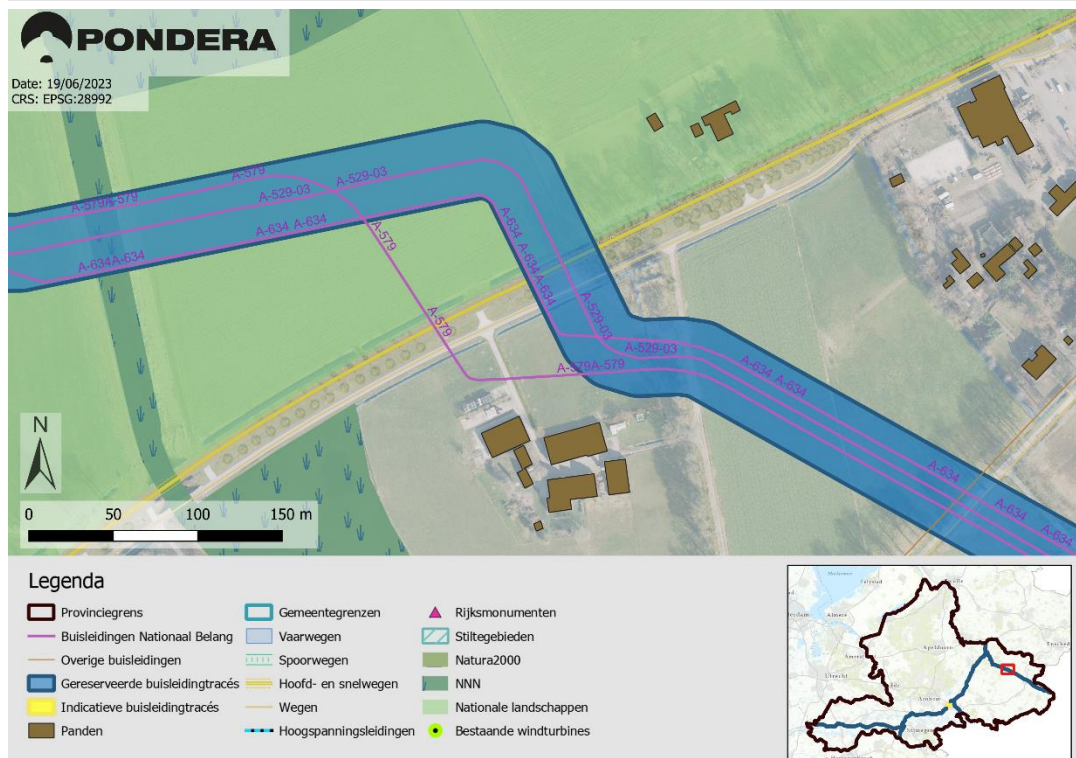 PONDERA
Date: 19/06/2023
CRS: EPSG:28992
A-579
A-579A-579
A-529-03
A-529-03
A-634 A-634
A-634A-634
A-579
A-579
A-634 A-634
A-634
A-529-03
A-529-03
A-579A-579
A-634 A-634
A-634
A-634
A-634
N
0 50 100 150 m
Legenda
Provinciegrens
Gemeentegrenzen
Rijksmonumenten
Buisleidingen Nationaal Belang
Vaarwegen
Stiltegebieden
Overige buisleidingen
Spoorwegen
Natura2000
Gereserveerde buisleidingtracés
Hoofd- en snelwegen
NNN
Indicatieve buisleidingtracés
Wegen
Nationale landschappen
Panden
Hoogspanningsleidingen
Bestaande windturbines
Almere
Apeldoorn
Utrecht
Arnhem
Nijmegen